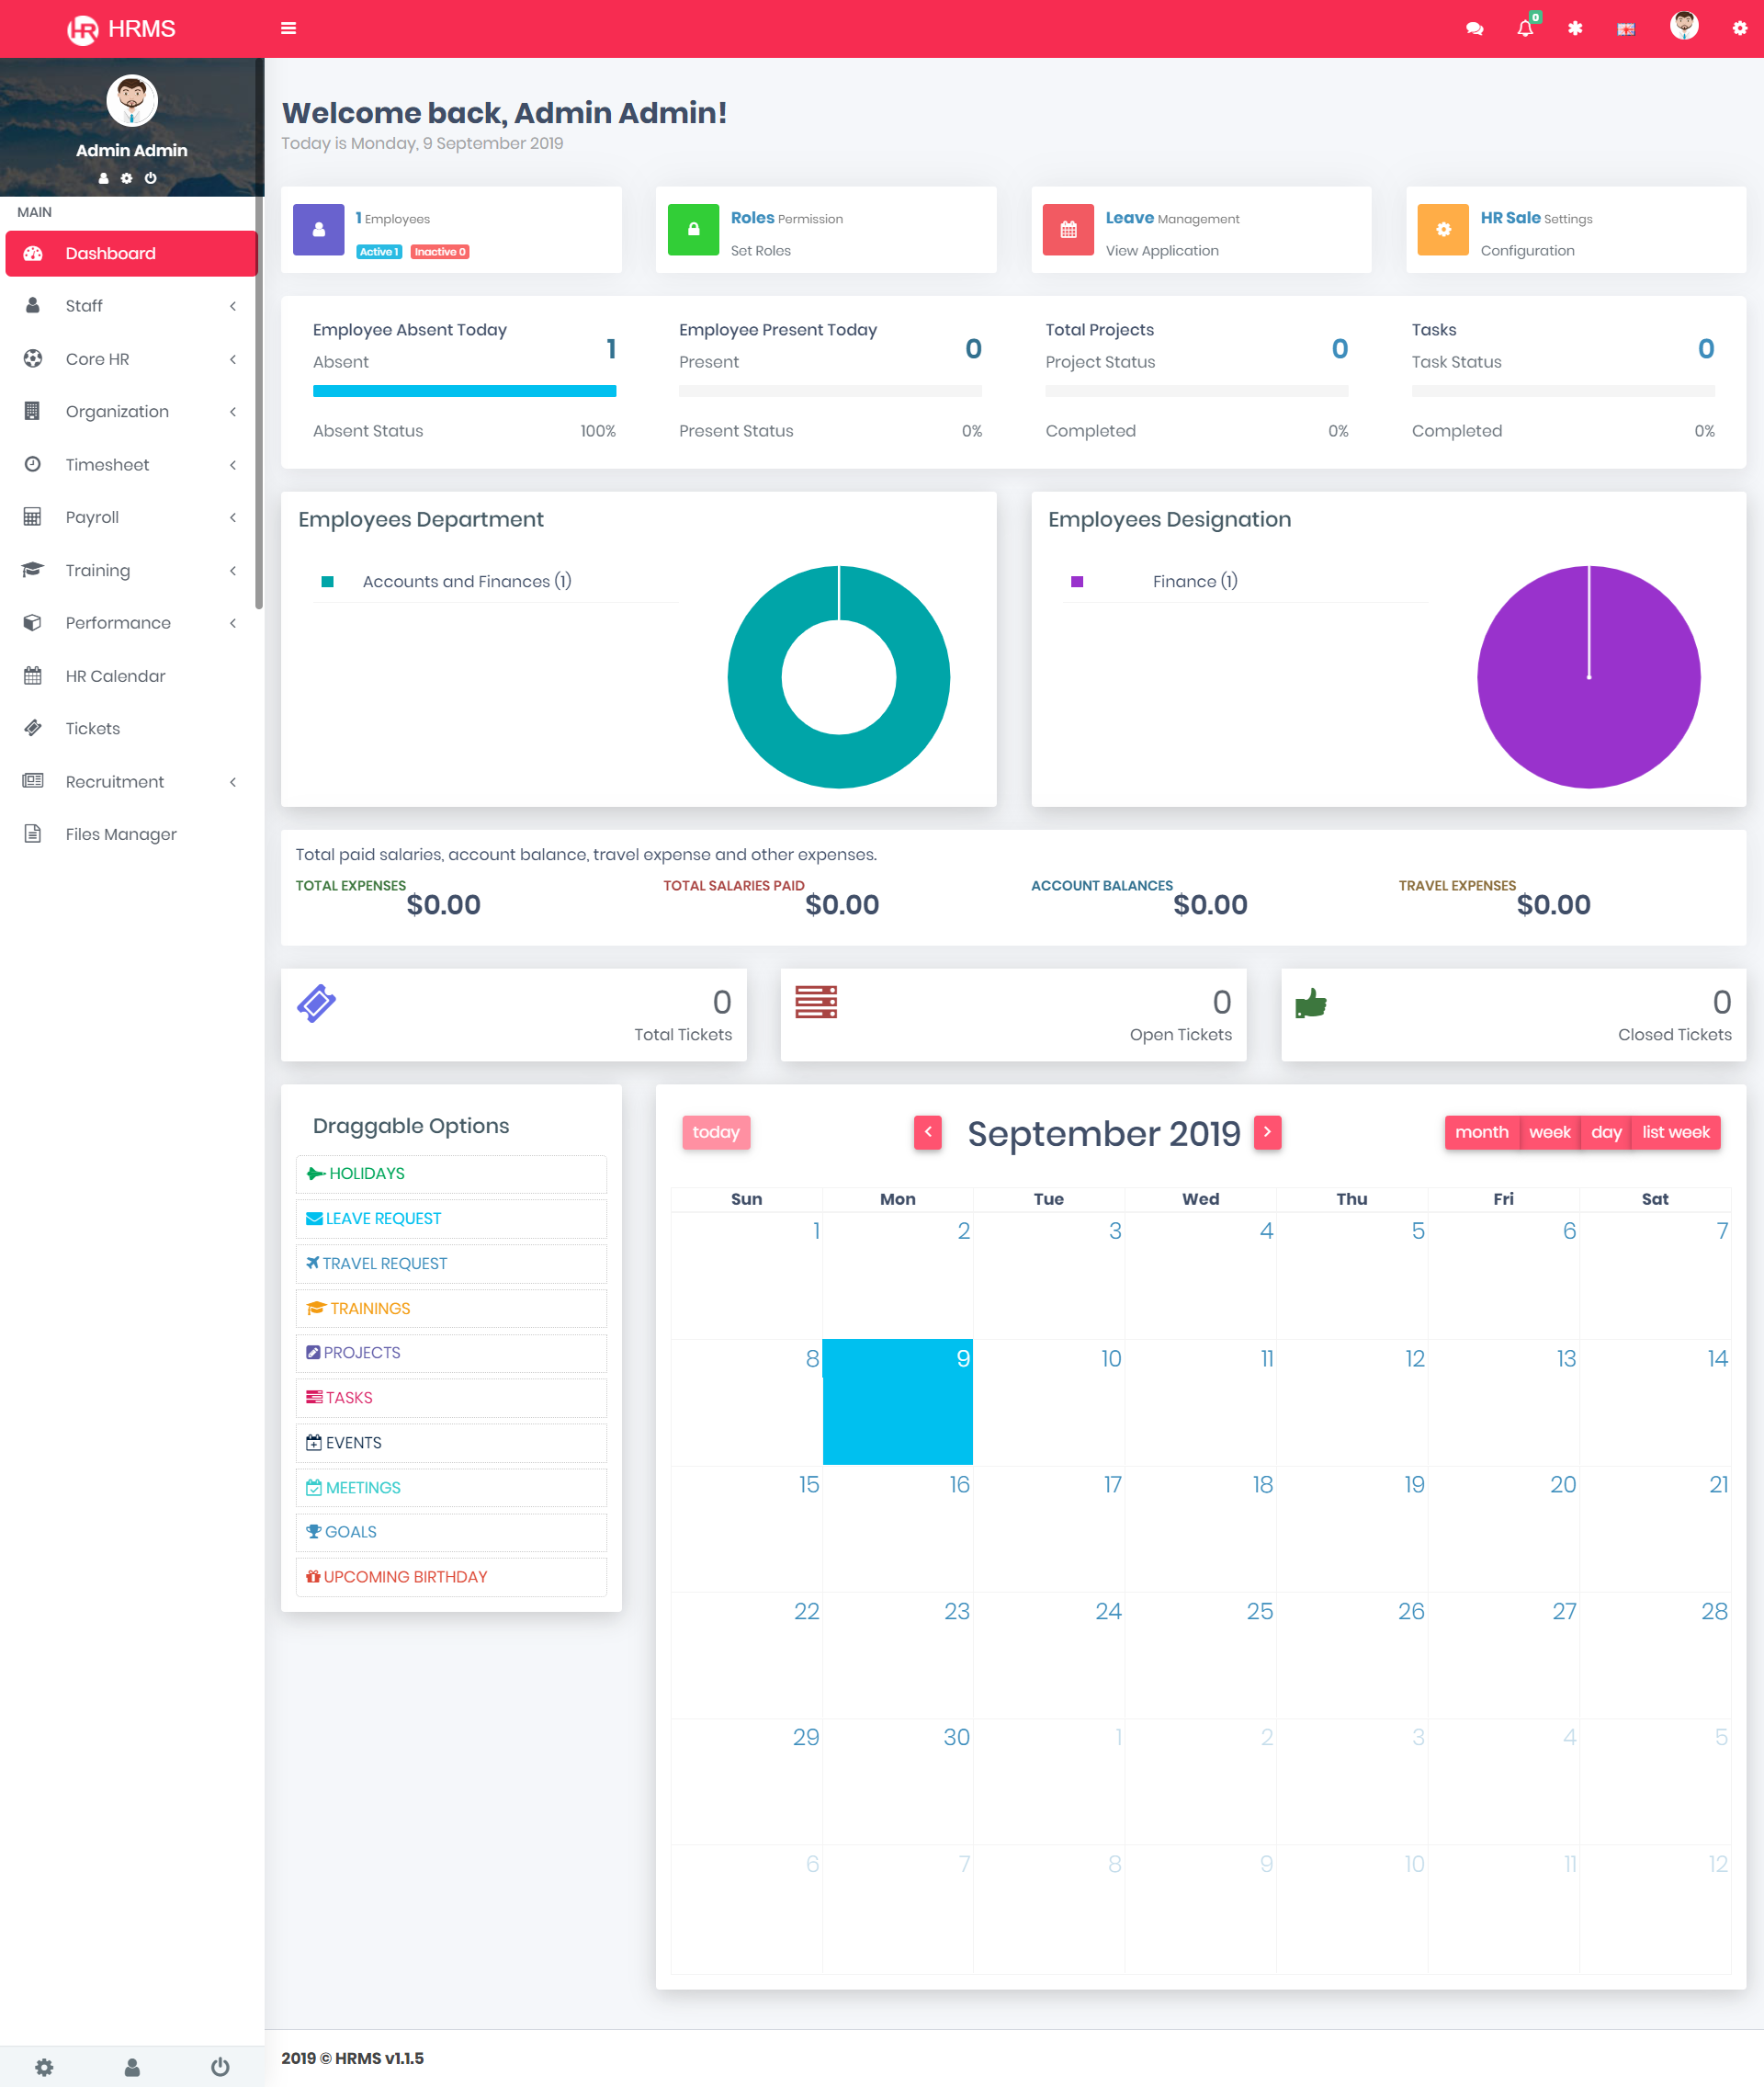 HR HRMS
0
Admin Admin
MAIN
Dashboard
Staff
Core HR
Organization
Timesheet
Payroll
Training
Performance
HR Calendar
Tickets
Recruitment
Files Manager
Welcome back, Admin Admin!
Today is Monday, 9 September 2019
1 Employees
Active 1 Inactive 0
Roles Permission
Set Roles
Leave Management
View Application
HR Sale Settings
Configuration
Employee Absent Today
Absent
1
Absent Status 100%
Employee Present Today
Present
0
Present Status 0%
Total Projects
Project Status
0
Completed 0%
Tasks
Task Status
0
Completed 0%
Employees Department
Accounts and Finances (1)
Employees Designation
Finance (1)
Total paid salaries, account balance, travel expense and other expenses.
TOTAL EXPENSES
$0.00
TOTAL SALARIES PAID
$0.00
ACCOUNT BALANCES
$0.00
TRAVEL EXPENSES
$0.00
0
Total Tickets
0
Open Tickets
0
Closed Tickets
Draggable Options
HOLIDAYS
LEAVE REQUEST
TRAVEL REQUEST
TRAININGS
PROJECTS
TASKS
EVENTS
MEETINGS
GOALS
UPCOMING BIRTHDAY
today September 2019 month week day list week
Sun Mon Tue Wed Thu Fri Sat
1 2 3 4 5 6 7
8 9 10 11 12 13 14
15 16 17 18 19 20 21
22 23 24 25 26 27 28
29 30 1 2 3 4 5
6 7 8 9 10 11 12
2019 © HRMS v1.1.5